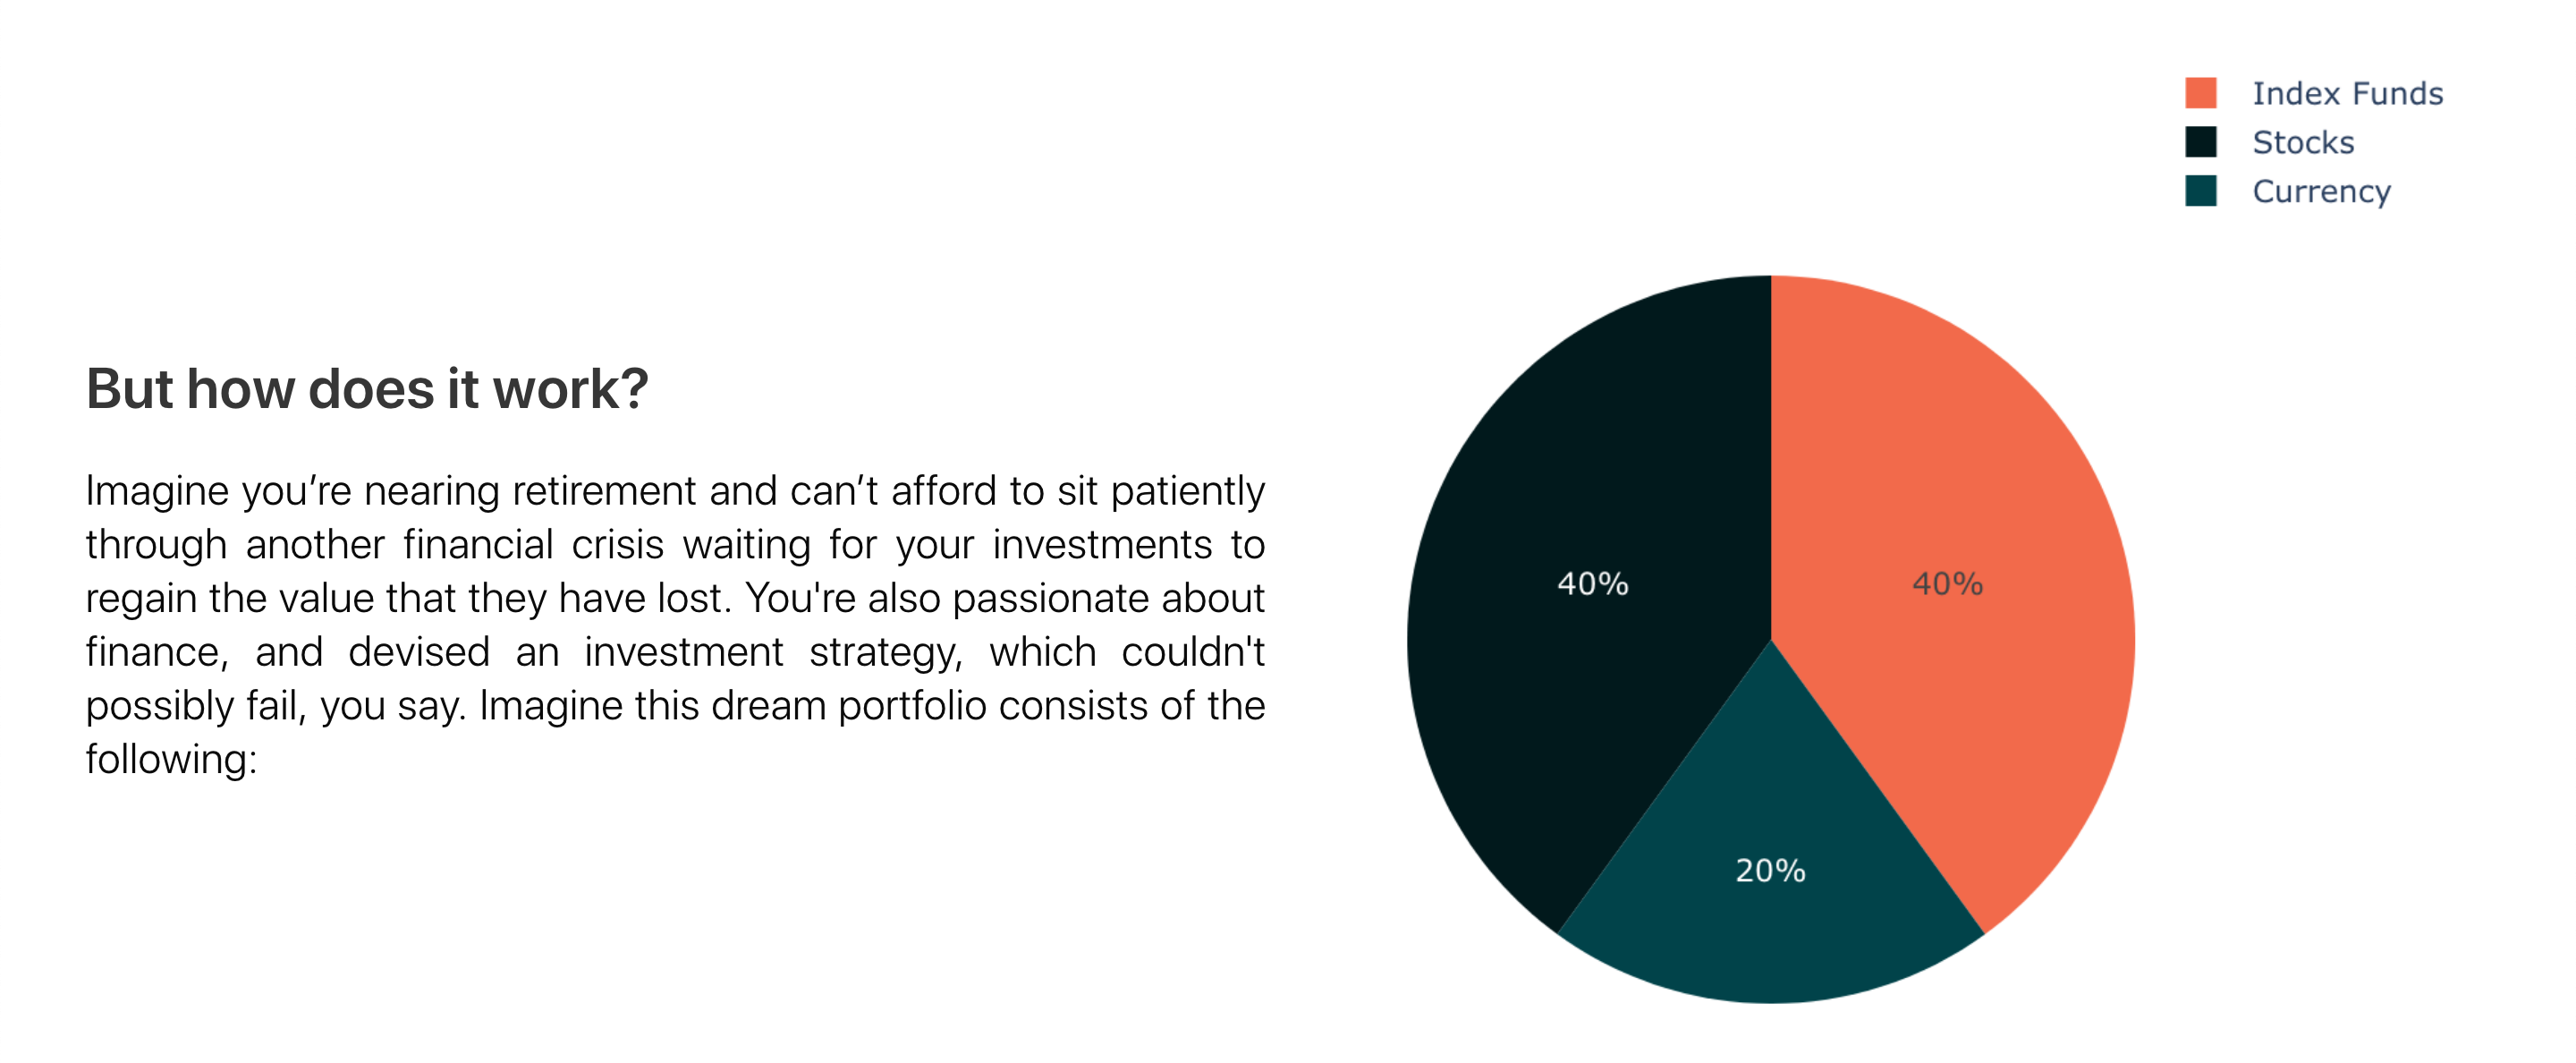 But how does it work?
Imagine you’re nearing retirement and can’t afford to sit patiently
through another financial crisis waiting for your investments to
regain the value that they have lost. You're also passionate about
finance, and devised an investment strategy, which couldn't
possibly fail, you say. Imagine this dream portfolio consists of the
following:
Index Funds
Stocks
Currency
40%
40%
20%